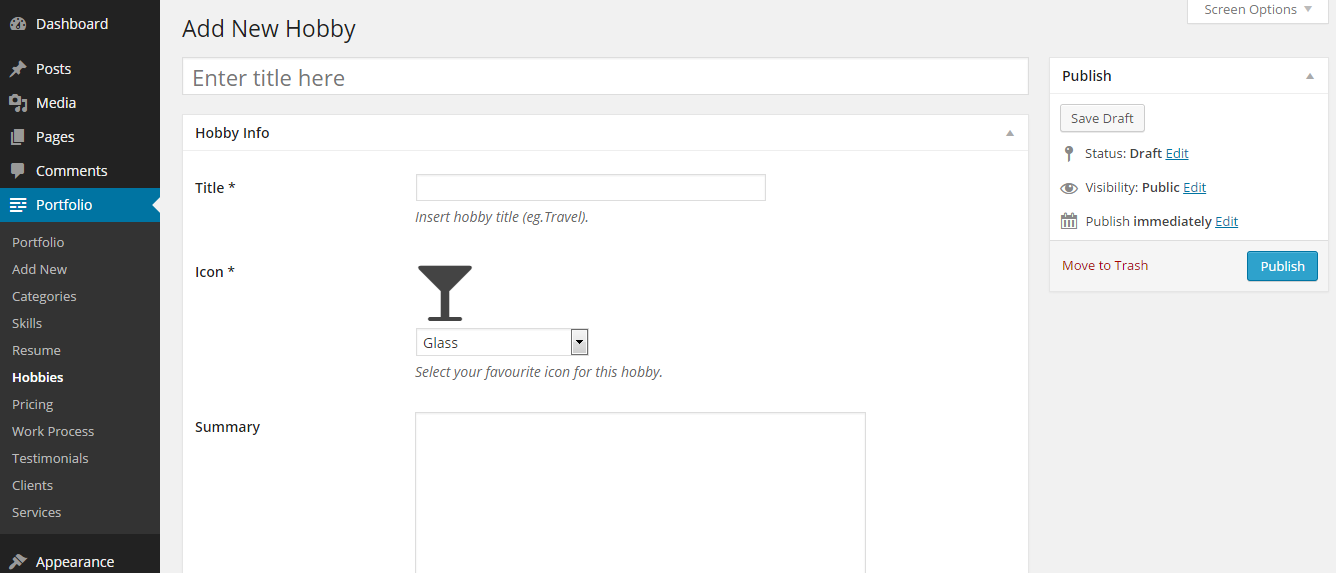 Dashboard
Posts
Media
Pages
Comments
Portfolio
Portfolio
Add New
Categories
Skills
Resume
Hobbies
Pricing
Work Process
Testimonials
Clients
Services
Appearance
Screen Options
Add New Hobby
Enter title here
Hobby Info
Title *
Insert hobby title (eg.Travel).
Icon *
Glass
Select your favourite icon for this hobby.
Summary
Publish
Save Draft
Status: Draft Edit
Visibility: Public Edit
Publish immediately Edit
Move to Trash
Publish